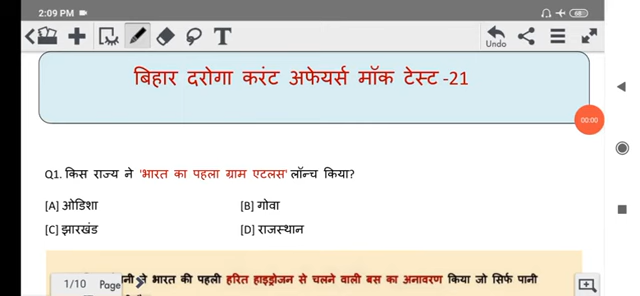 2:09 PM
68
Undo
बिहार दरोगा करंट अफेयर्स मॉक टेस्ट -21
00:00
Q1. किस राज्य ने 'भारत का पहला ग्राम एटलस' लॉन्च किया?
[A] ओडिशा [B] गोवा
[C] झारखंड [D] राजस्थान
ने भारत की पहली हरित हाइड्रोजन से चलने वाली बस का अनावरण किया जो सिर्फ पानी
1/10 Page